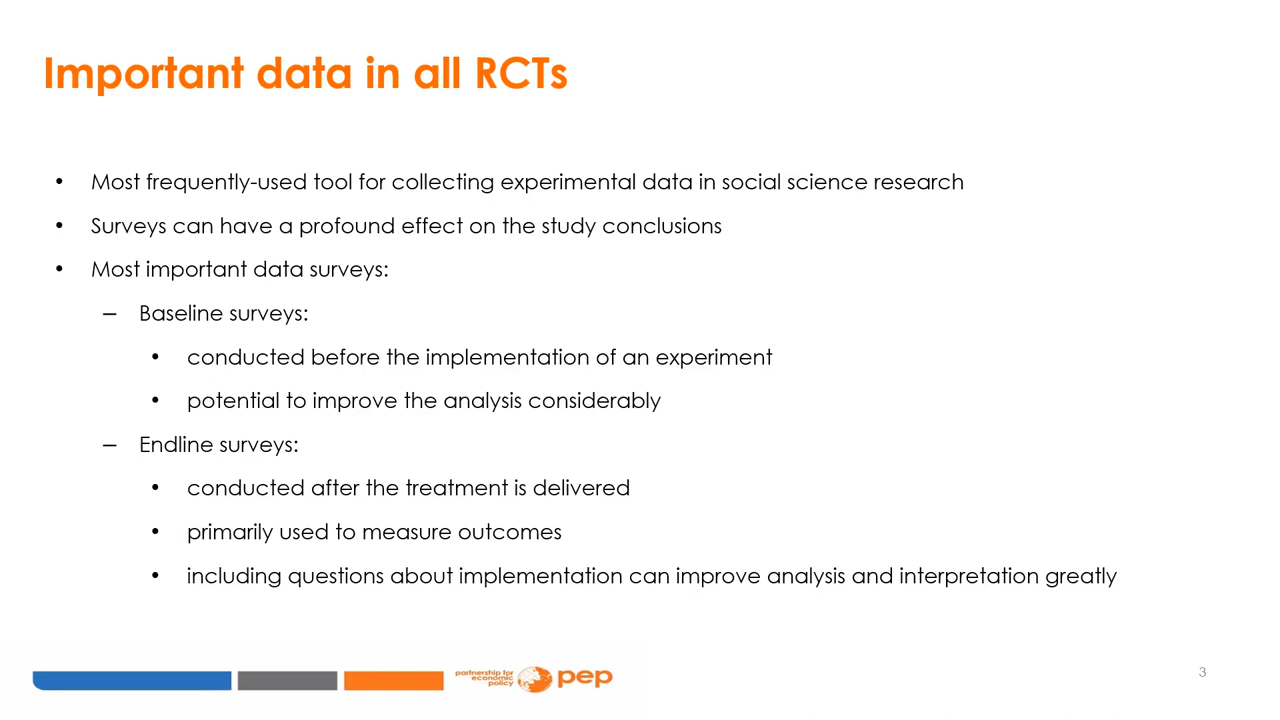 Important data in all RCTs
• Most frequently-used tool for collecting experimental data in social science research
• Surveys can have a profound effect on the study conclusions
• Most important data surveys:
– Baseline surveys:
• conducted before the implementation of an experiment
• potential to improve the analysis considerably
– Endline surveys:
• conducted after the treatment is delivered
• primarily used to measure outcomes
• including questions about implementation can improve analysis and interpretation greatly
partnership for
economic
policy
pep
3